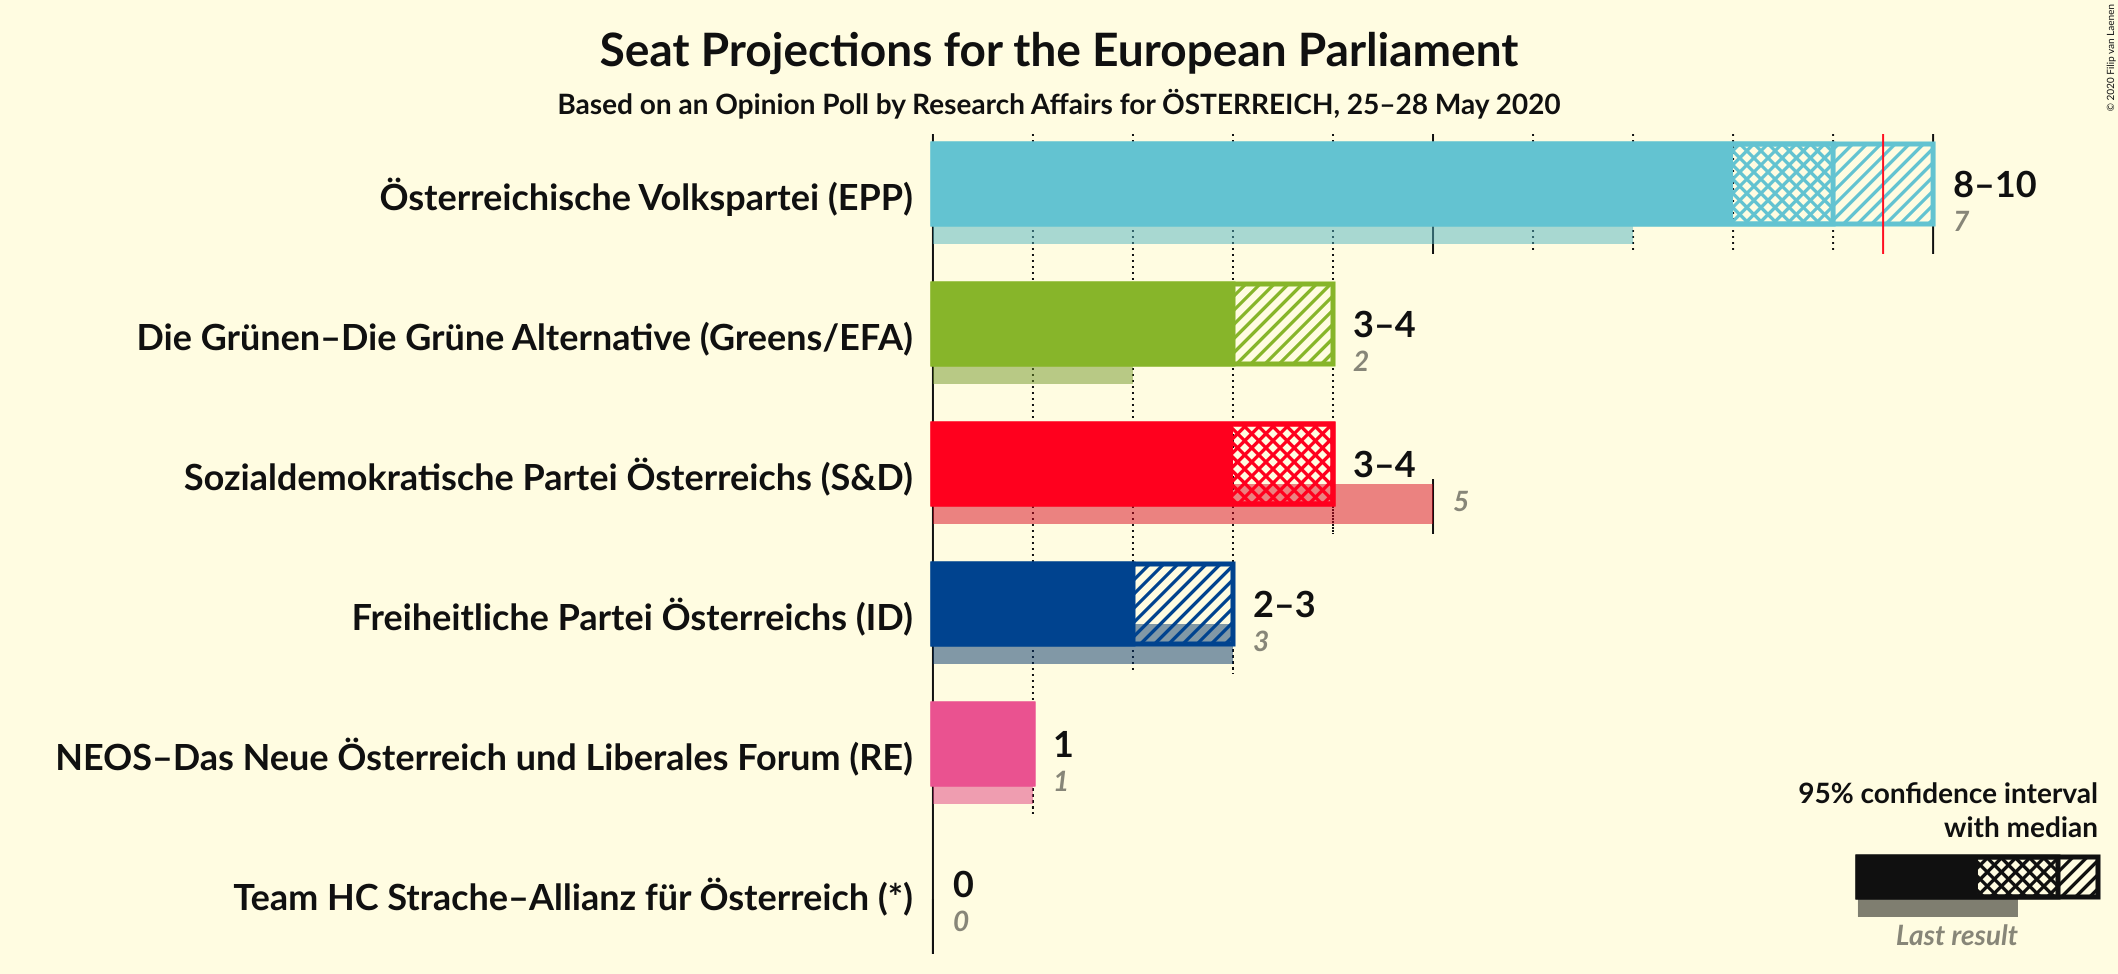 Seat Projections for the European Parliament
Based on an Opinion Poll by Research Affairs for ÖSTERREICH, 25–28 May 2020
© 2020 Filip van Laenen
Österreichische Volkspartei (EPP)
8–10
7
Die Grünen–Die Grüne Alternative (Greens/EFA)
3–4
2
Sozialdemokratische Partei Österreichs (S&D)
3–4
5
Freiheitliche Partei Österreichs (ID)
2–3
3
NEOS–Das Neue Österreich und Liberales Forum (RE)
1
1
Team HC Strache–Allianz für Österreich (*)
0
0
95% confidence interval
with median
Last result